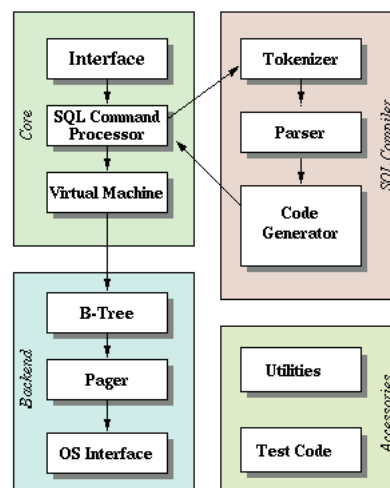 Core
Interface
SQL Command
Processor
Virtual Machine
SQL Compiler
Tokenizer
Parser
Code
Generator
Backend
B-Tree
Pager
OS Interface
Accessories
Utilities
Test Code